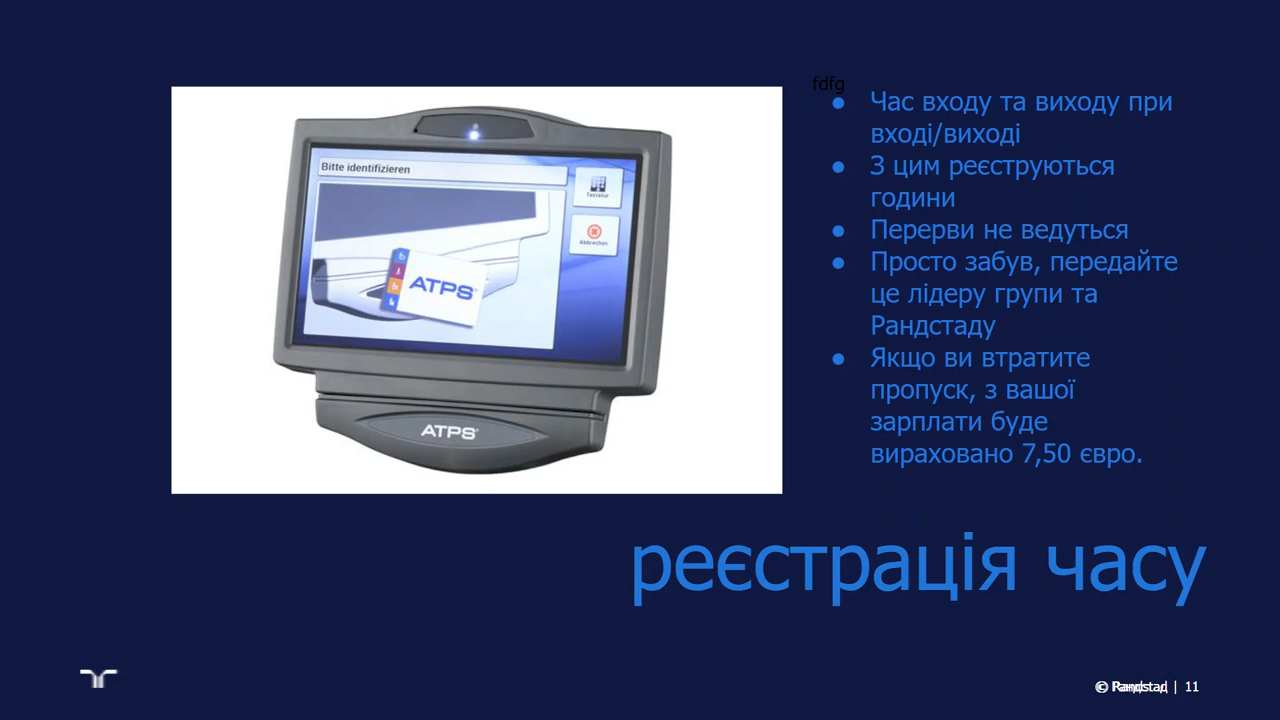 Bitte identifizieren
Tastatur
Abbrechen
ATPS
ATPS
fdfg
● Час входу та виходу при
вході/виході
● З цим реєструються
години
● Перерви не ведуться
● Просто забув, передайте
це лідеру групи та
Рандстаду
● Якщо ви втратите
пропуск, з вашої
зарплати буде
вираховано 7,50 євро.
реєстрація часу
© Randstad | 11